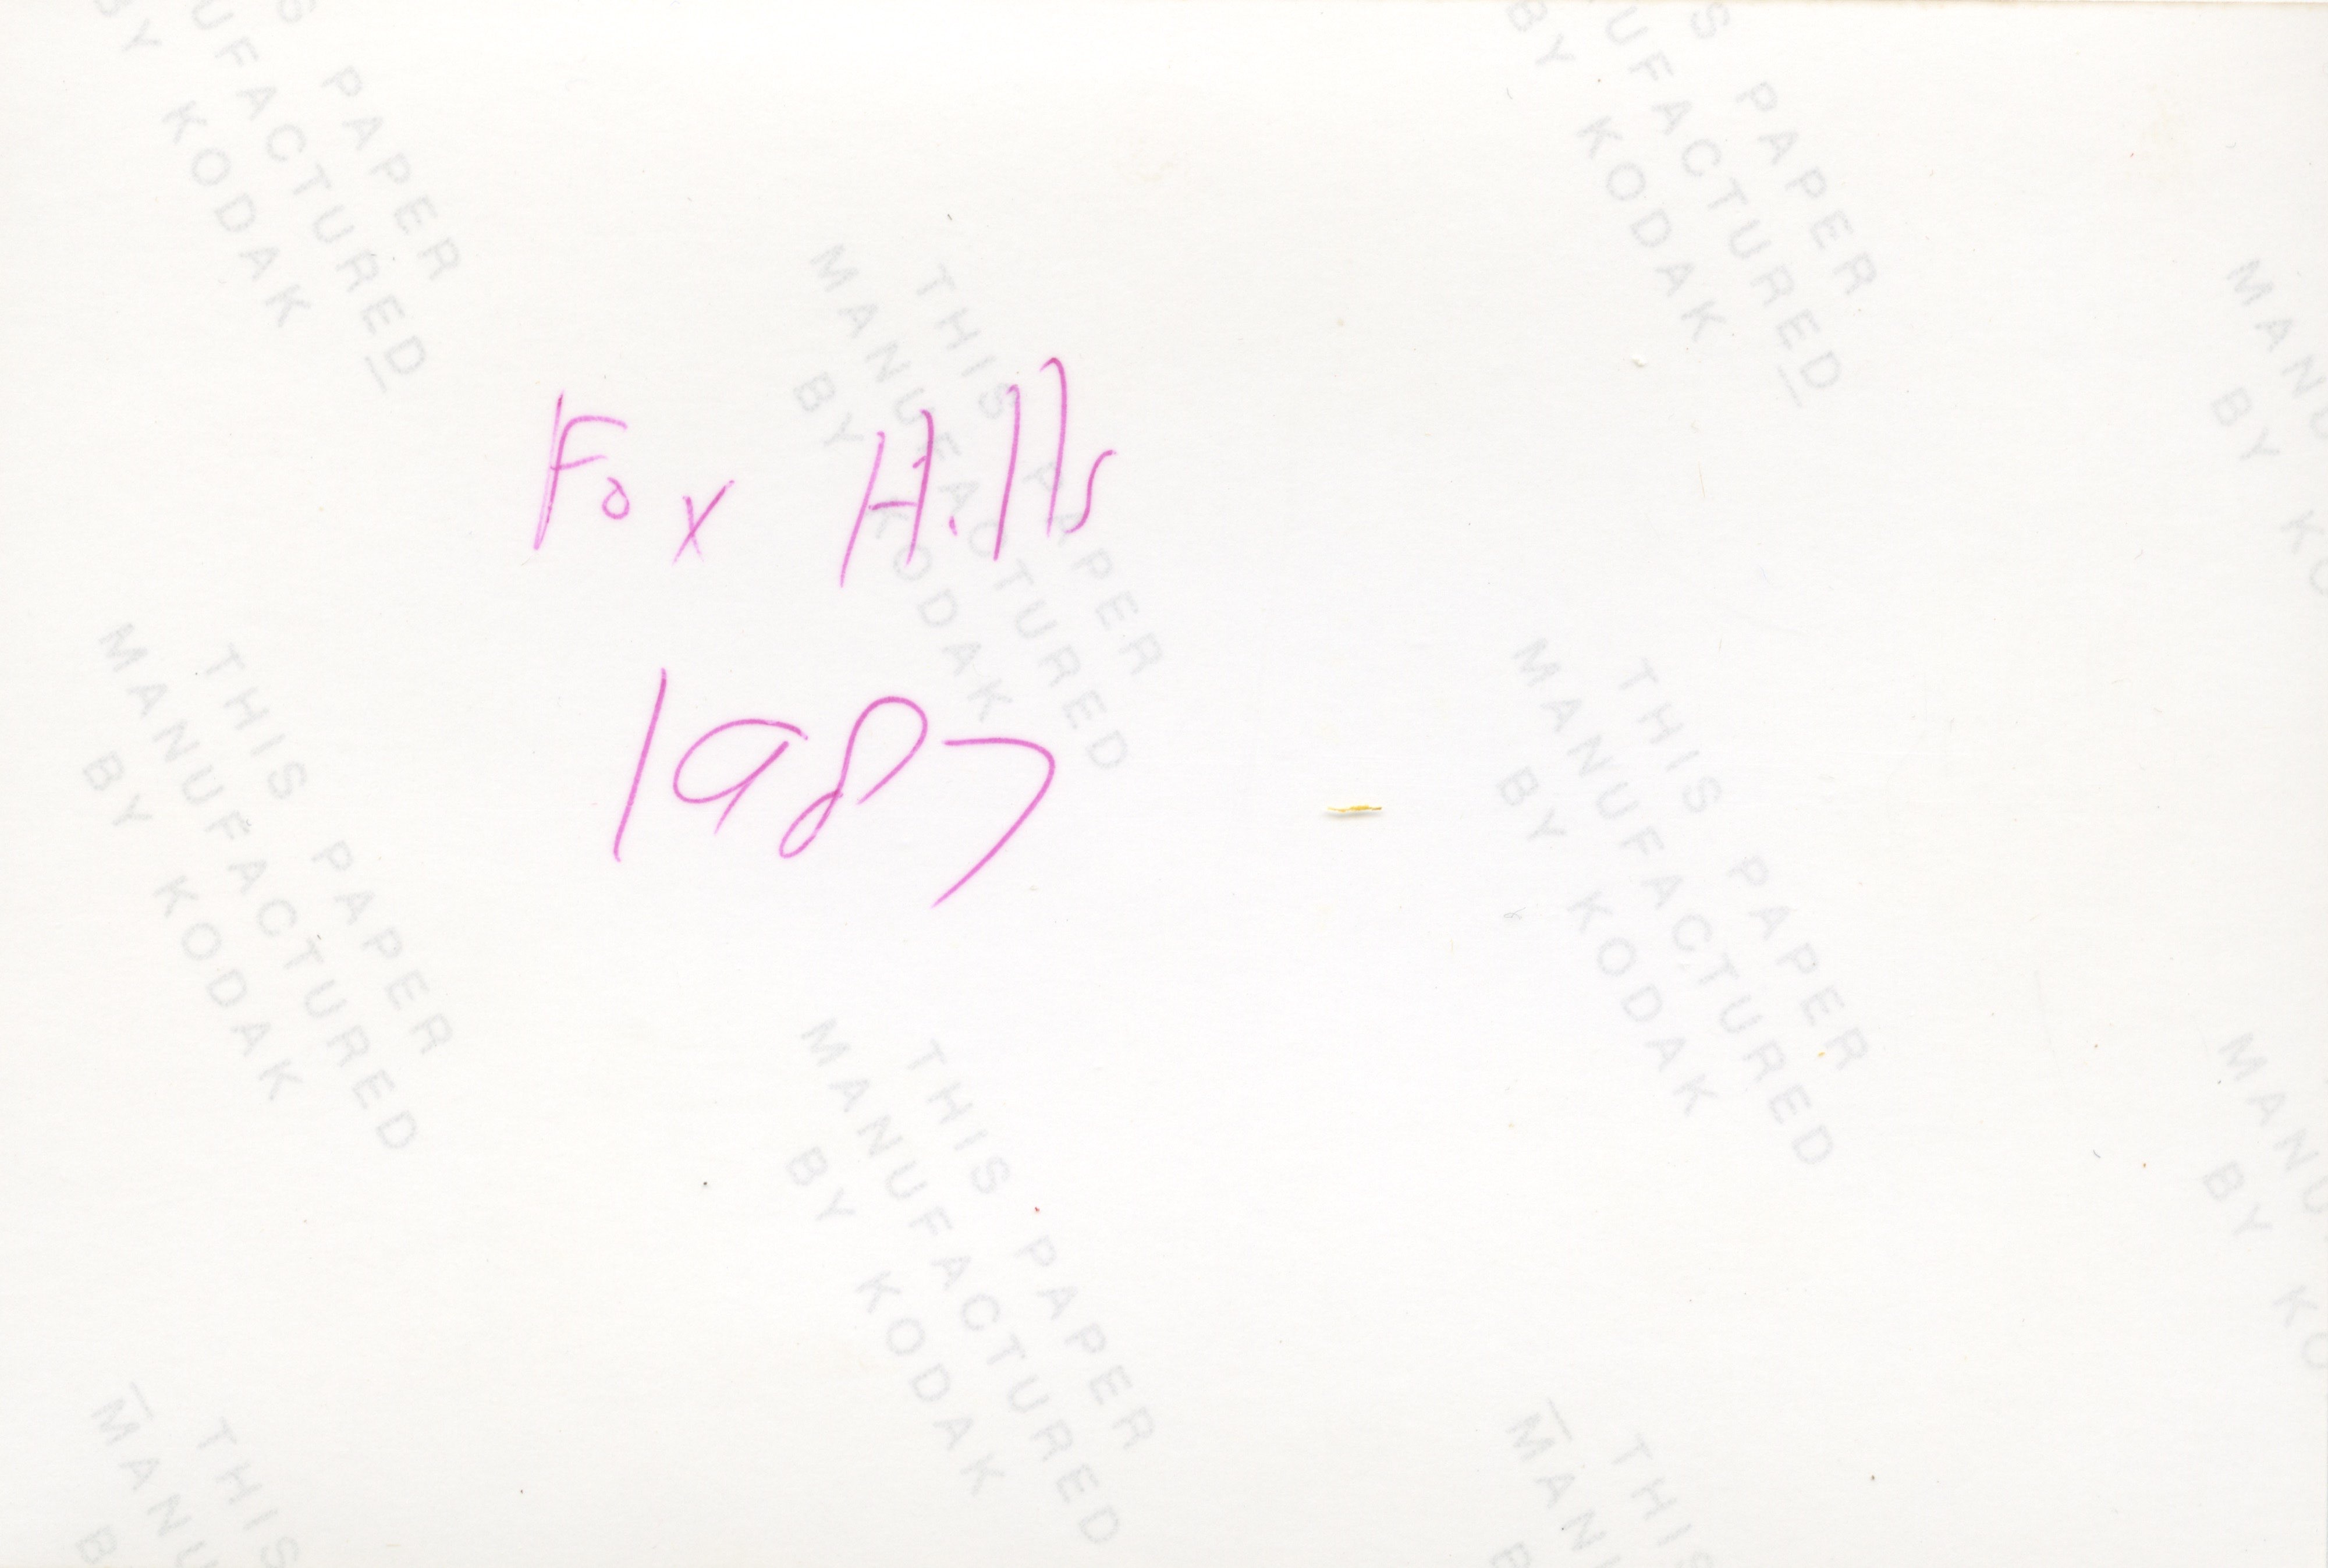 Fox Hills
1987
THIS PAPER
MANUFACTURED
BY KODAK